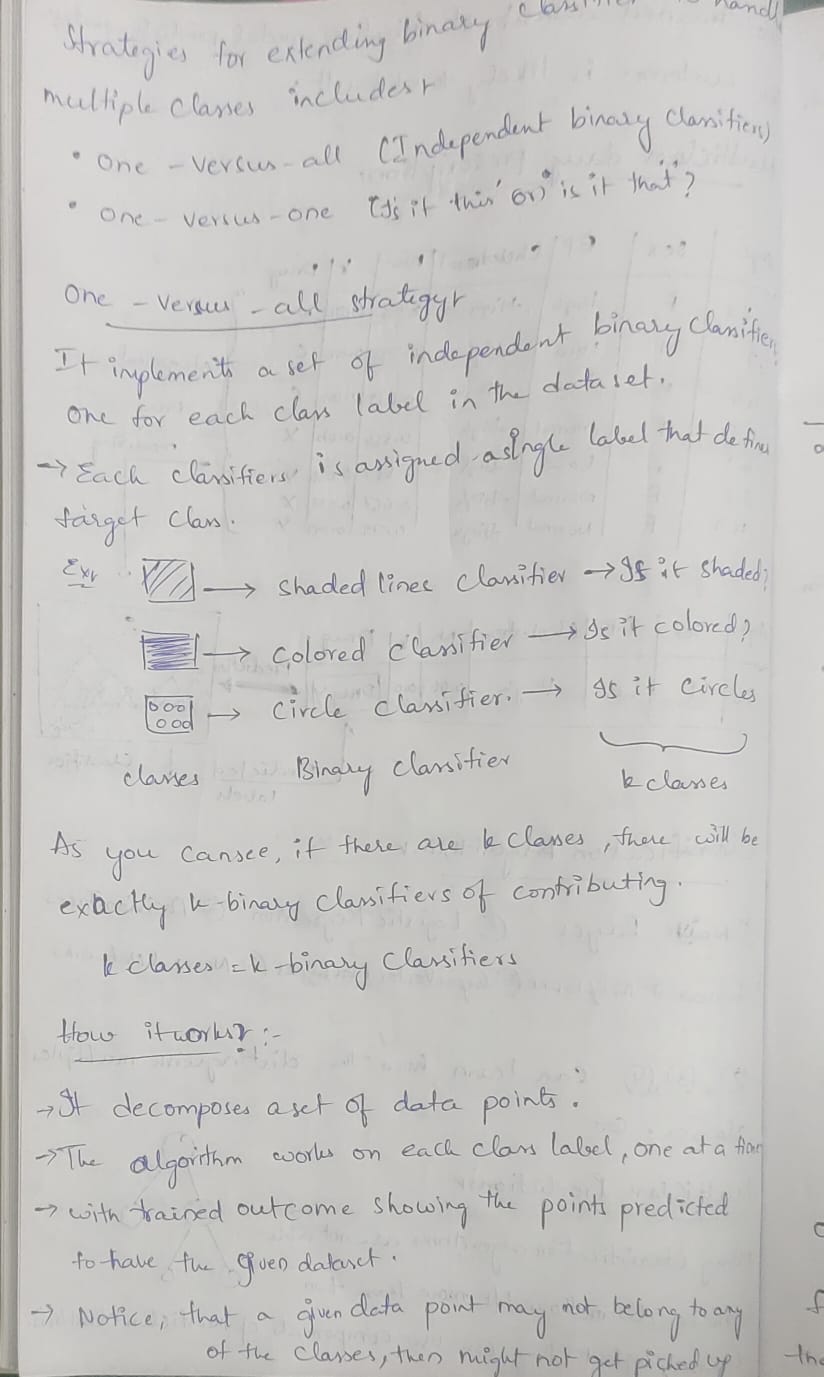 Strategies for extending binary handl
multiple classes includes:-
• One - versus - all (Independent binary classifiers)
• One - versus - one ("Is it this" or) "is it that"?
One - versus - all strategy:-
It implements a set of independent binary classifier,
one for each class label in the dataset.
→ Each classifiers is assigned a single label that defines
target class.
Ex:- → shaded lines classifier → Is it shaded?
→ colored classifier → Is it colored?
000 → circle classifier. → Is it circles
000
classes Binary classifier k classes
As you can see, if there are k classes, there will be
exactly k-binary classifiers of contributing.
k classes = k-binary classifiers
How it works? :-
→ It decomposes a set of data points.
→ The algorithm works on each class label, one at a time
→ with trained outcome showing the points predicted
to have the given dataset.
→ Notice, that a given data point may not belong to any
of the classes, then might not get picked up